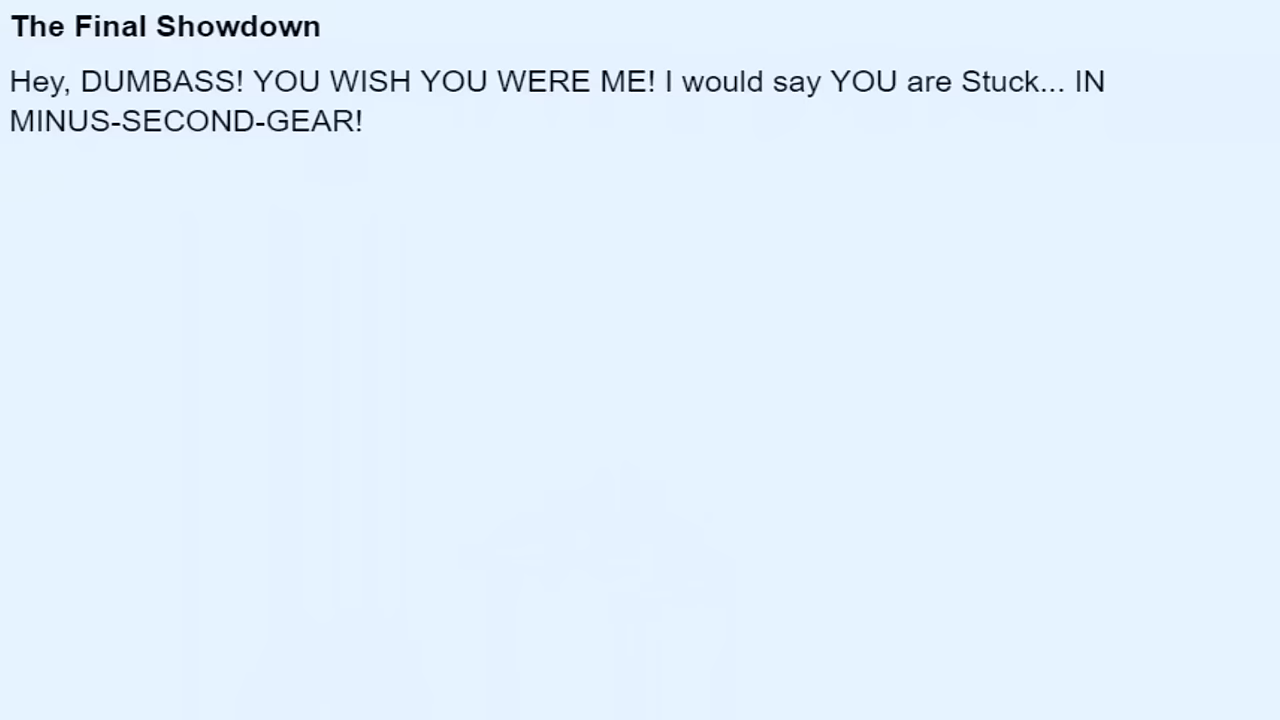 The Final Showdown
Hey, DUMBASS! YOU WISH YOU WERE ME! I would say YOU are Stuck... IN
MINUS-SECOND-GEAR!